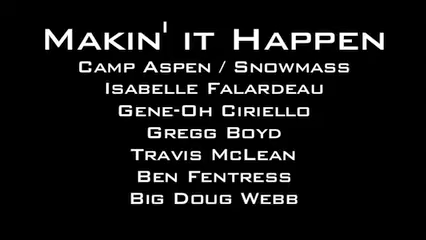 Makin' it Happen
Camp Aspen / Snowmass
Isabelle Falardeau
Gene-Oh Ciriello
Gregg Boyd
Travis McLean
Ben Fentress
Big Doug Webb